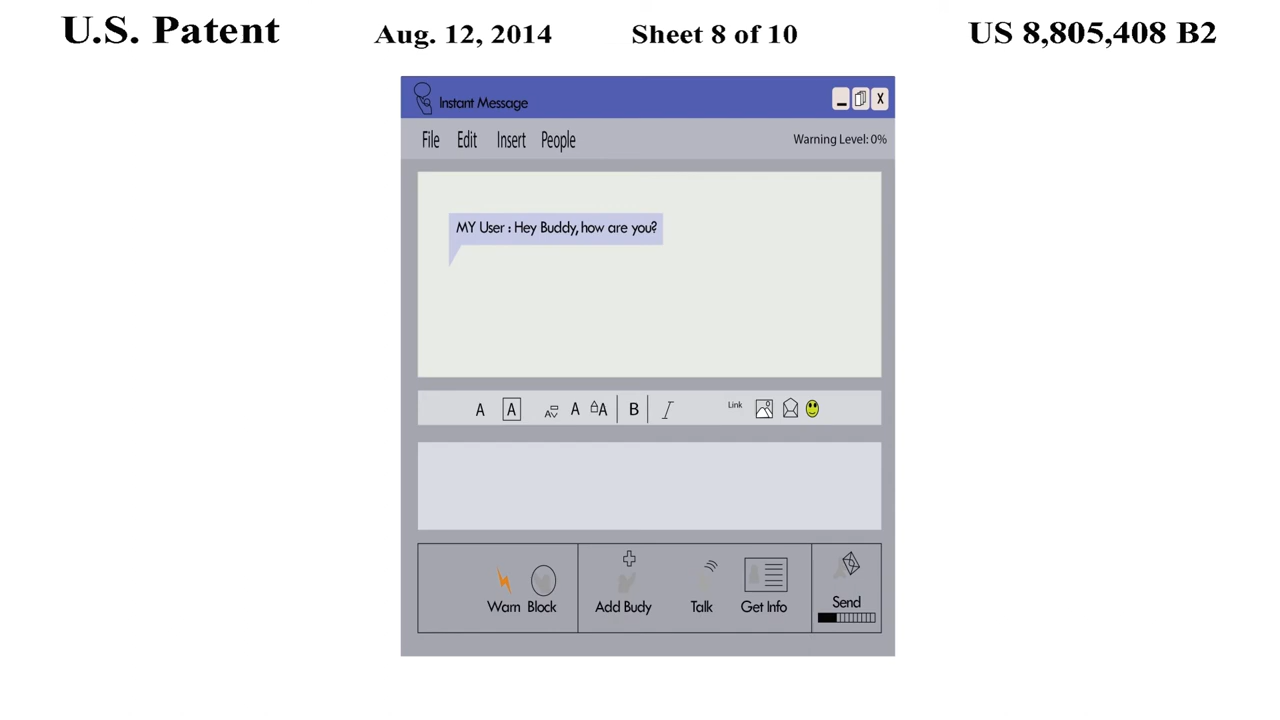 U.S. Patent Aug. 12, 2014 Sheet 8 of 10 US 8,805,408 B2
Instant Message X
File Edit Insert People Warning Level: 0%
MY User : Hey Buddy, how are you?
A A A V A A B I Link
Warn Block Add Budy Talk Get Info Send